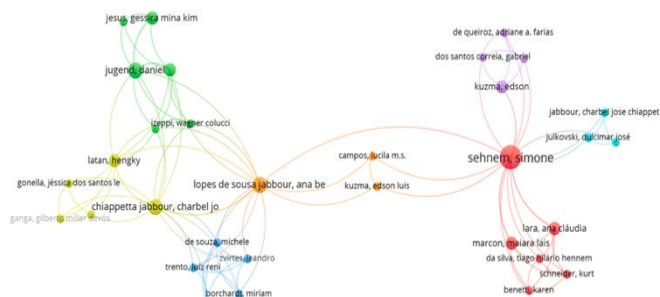 jesus, gessica mina kim
de queiroz, adriane a. farias
dos santos correia, gabriel
jugend, daniel
kuzma, edson
jabbour, charbel jose chiappet
izeppi, wagner colucci
julkovski, dulcimar josé
latan, hengky
campos, lucila m.s.
sehnem, simone
gonella, jéssica dos santos le
lopes de sousa jabbour, ana be
kuzma, edson luis
chiappetta jabbour, charbel jo
ganga, gilberto miller devós
lara, ana cláudia
de souza, michele
marcon, maiara lais
zvirtes, leandro
da silva, tiago hilário hennem
trento, luiz reni
schneider, kurt
benetti, karen
borchardt, miriam